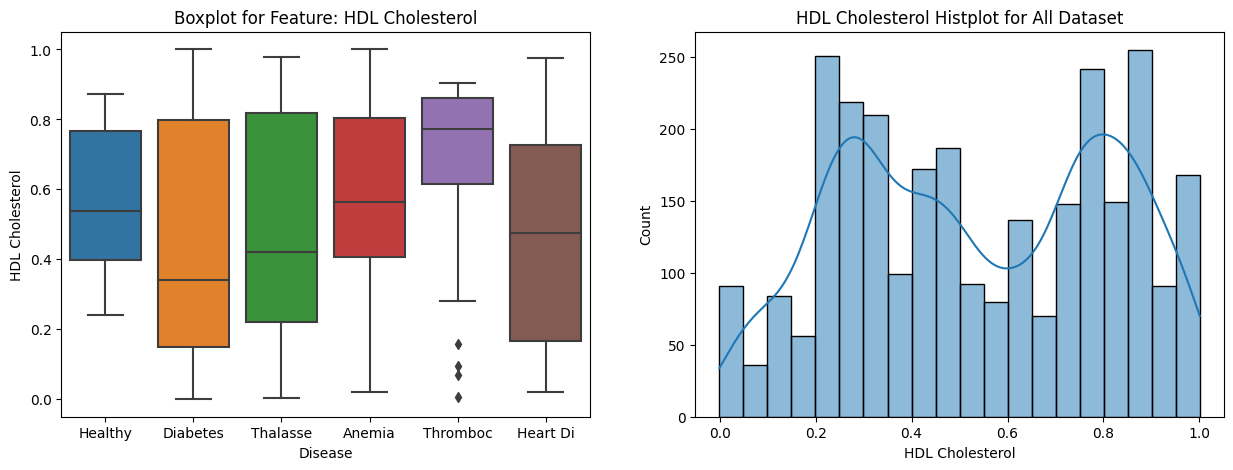 Boxplot for Feature: HDL Cholesterol
HDL Cholesterol
1.0
0.8
0.6
0.4
0.2
0.0
Healthy Diabetes Thalasse Anemia Thromboc Heart Di
Disease
HDL Cholesterol Histplot for All Dataset
Count
250
200
150
100
50
0
0.0 0.2 0.4 0.6 0.8 1.0
HDL Cholesterol